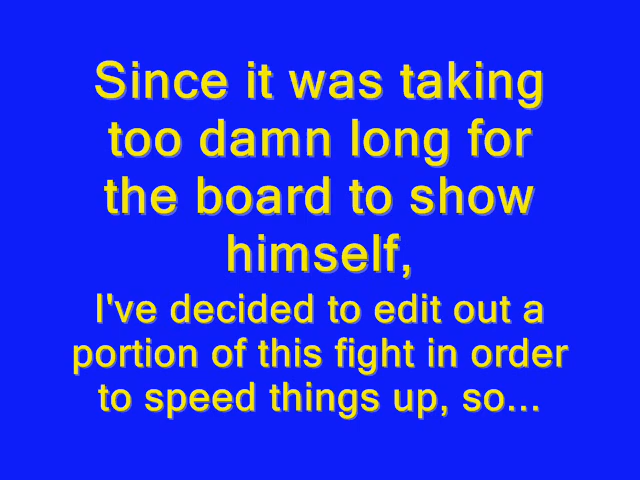 Since it was taking
too damn long for
the board to show
himself,
I've decided to edit out a
portion of this fight in order
to speed things up, so...